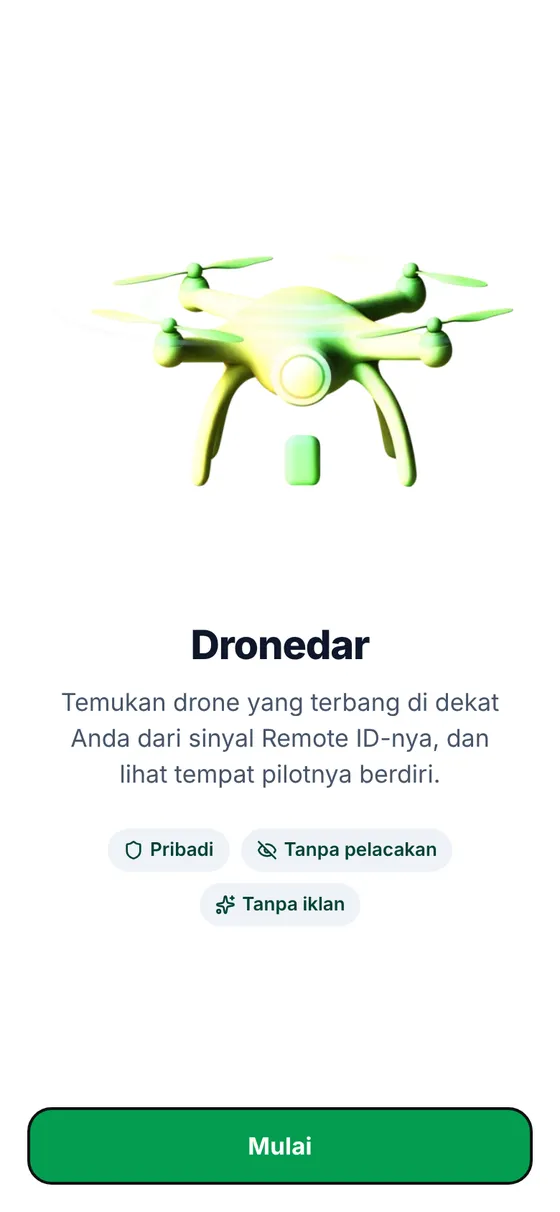 Dronedar
Temukan drone yang terbang di dekat
Anda dari sinyal Remote ID-nya, dan
lihat tempat pilotnya berdiri.
Pribadi
Tanpa pelacakan
Tanpa iklan
Mulai